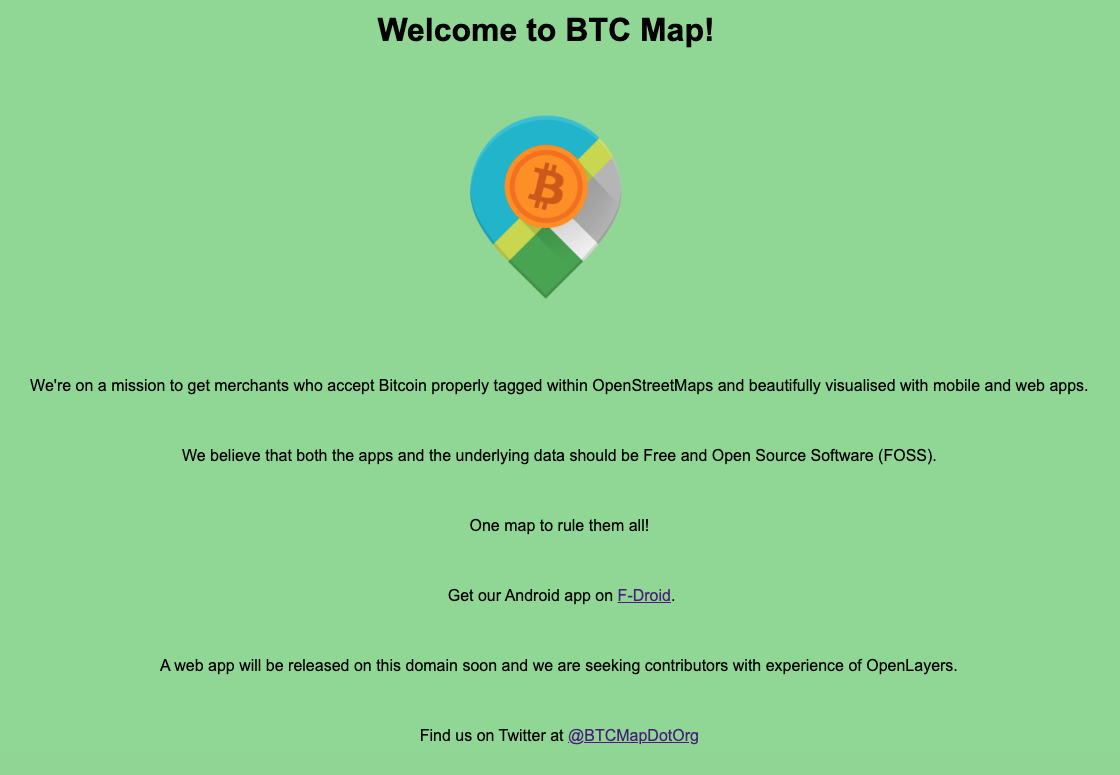 Welcome to BTC Map!
We're on a mission to get merchants who accept Bitcoin properly tagged within OpenStreetMaps and beautifully visualised with mobile and web apps.
We believe that both the apps and the underlying data should be Free and Open Source Software (FOSS).
One map to rule them all!
Get our Android app on F-Droid.
A web app will be released on this domain soon and we are seeking contributors with experience of OpenLayers.
Find us on Twitter at @BTCMapDotOrg